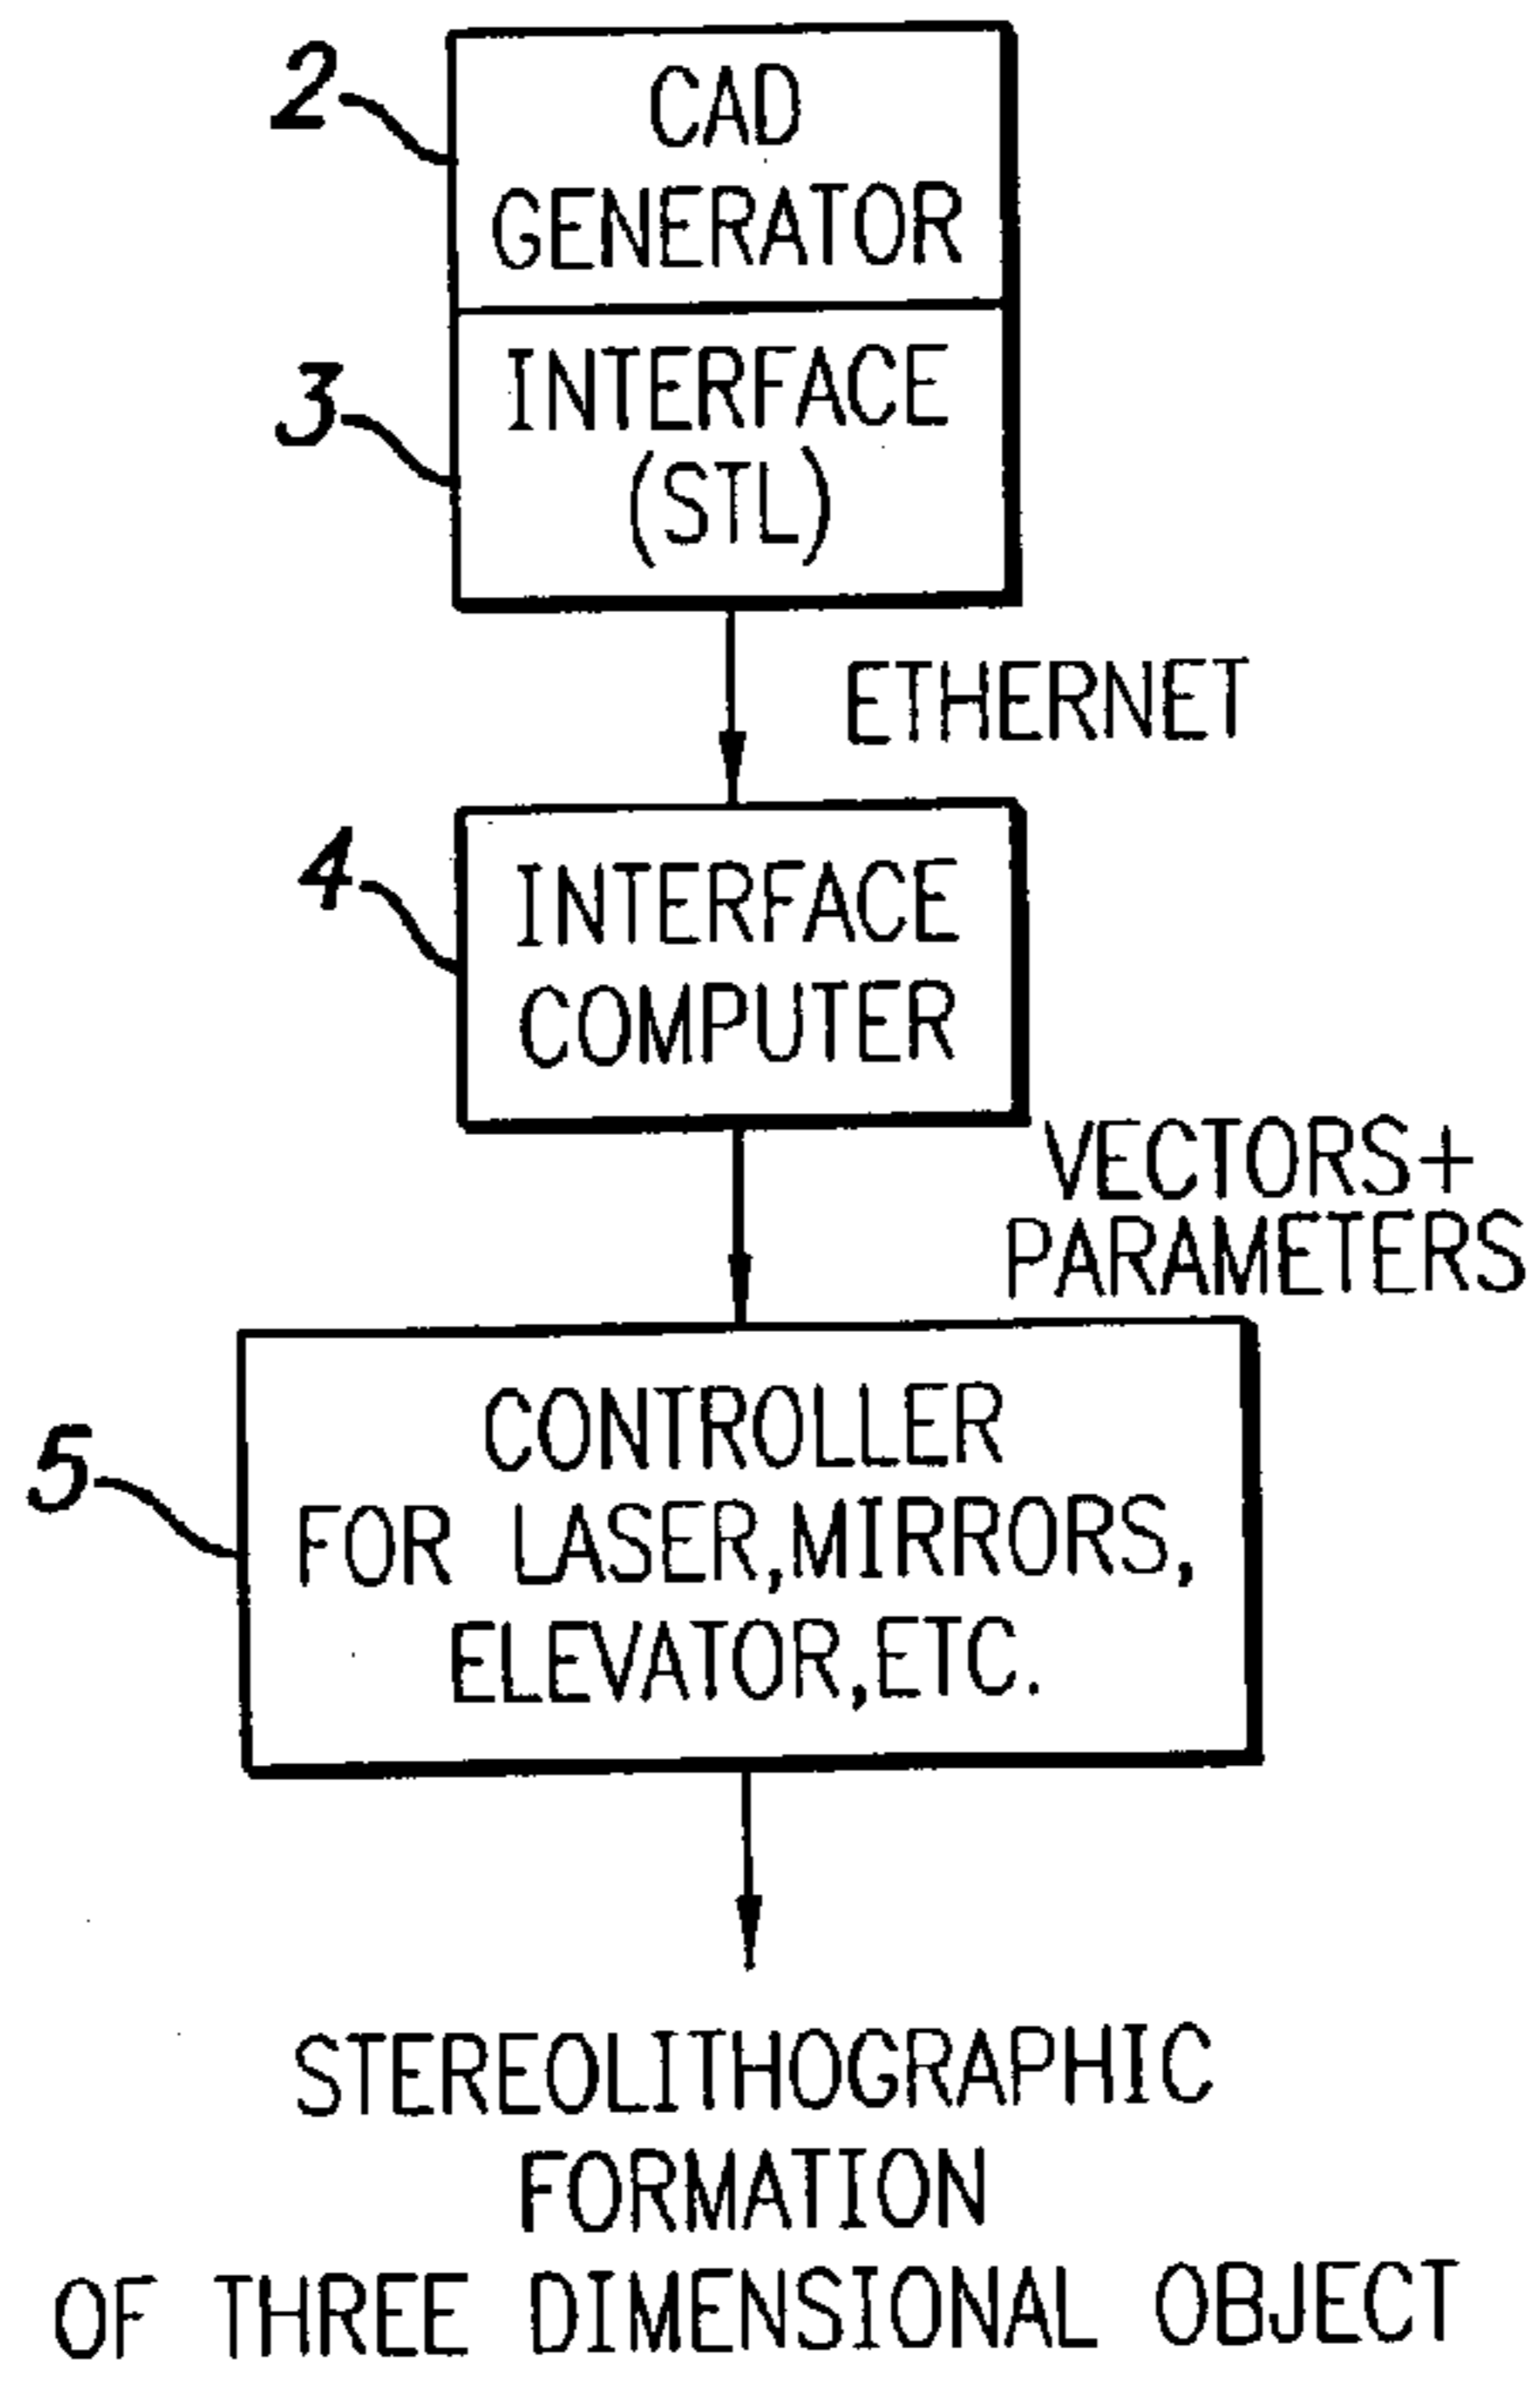 2
CAD
GENERATOR
3
INTERFACE
(STL)
ETHERNET
4
INTERFACE
COMPUTER
VECTORS+
PARAMETERS
5
CONTROLLER
FOR LASER,MIRRORS,
ELEVATOR,ETC.
STEREOLITHOGRAPHIC
FORMATION
OF THREE DIMENSIONAL OBJECT